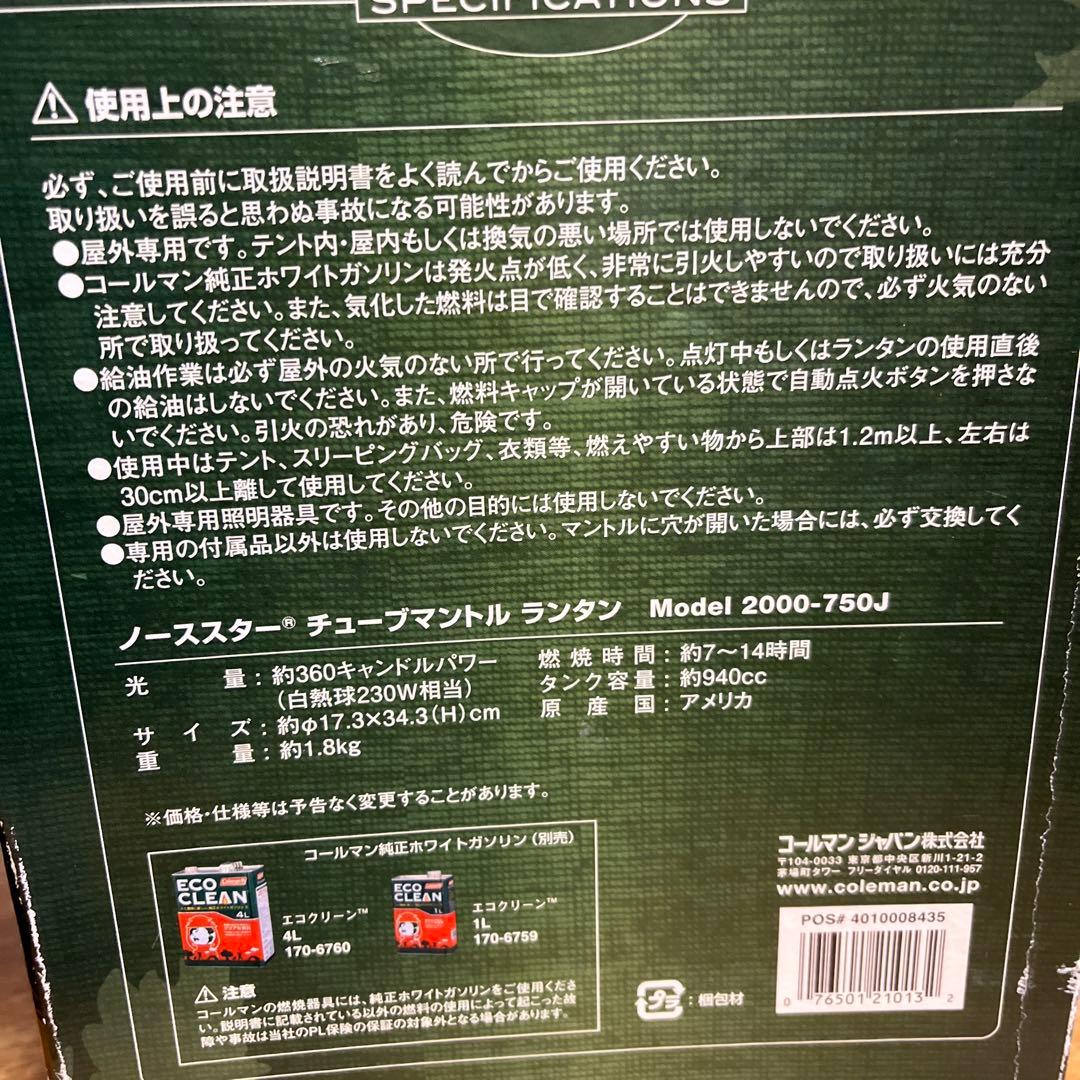 SPECIFICATIONS
使用上の注意
必ず、ご使用前に取扱説明書をよく読んでからご使用ください。
取り扱いを誤ると思わぬ事故になる可能性があります。
●屋外専用です。テント内・屋内もしくは換気の悪い場所では使用しないでください。
●コールマン純正ホワイトガソリンは発火点が低く、非常に引火しやすいので取り扱いには充分
注意してください。また、気化した燃料は目で確認することはできませんので、必ず火気のない
所で取り扱ってください。
●給油作業は必ず屋外の火気のない所で行ってください。点灯中もしくはランタンの使用直後
の給油はしないでください。また、燃料キャップが開いている状態で自動点火ボタンを押さな
いでください。引火の恐れがあり、危険です。
●使用中はテント、スリーピングバッグ、衣類等、燃えやすい物から上部は1.2m以上、左右は
30cm以上離して使用してください。
●屋外専用照明器具です。その他の目的には使用しないでください。
●専用の付属品以外は使用しないでください。マントルに穴が開いた場合には、必ず交換してく
ださい。
ノーススター® チューブマントル ランタン Model 2000-750J
光量：約360キャンドルパワー
（白熱球230W相当）
サイズ：約φ17.3×34.3（H）cm
重量：約1.8kg
燃焼時間：約7～14時間
タンク容量：約940cc
原産国：アメリカ
※価格・仕様等は予告なく変更することがあります。
コールマン純正ホワイトガソリン（別売）
ECO
CLEAN
4L
エコクリーン™
4L
170-6760
ECO
CLEAN
1L
エコクリーン™
1L
170-6759
注意
コールマンの燃焼器具には、純正ホワイトガソリンをご使用くださ
い。説明書に記載されている以外の燃料の使用によって起こった故
障や事故は当社のPL保険の保証の対象外となる場合があります。
プラ：梱包材
コールマン ジャパン株式会社
〒104-0033 東京都中央区新川1-21-2
茅場町タワー フリーダイヤル 0120-111-957
www.coleman.co.jp
POS# 4010008435
0 76501 21013 2